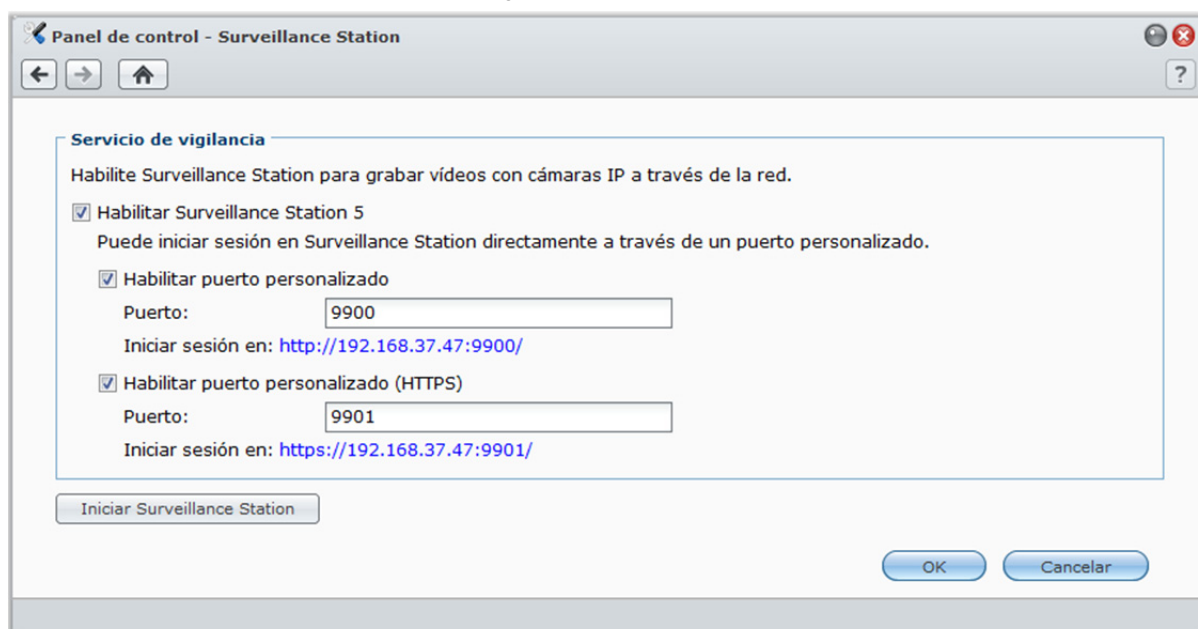 Panel de control - Surveillance Station
?
Servicio de vigilancia
Habilite Surveillance Station para grabar vídeos con cámaras IP a través de la red.
Habilitar Surveillance Station 5
Puede iniciar sesión en Surveillance Station directamente a través de un puerto personalizado.
Habilitar puerto personalizado
Puerto: 9900
Iniciar sesión en: http://192.168.37.47:9900/
Habilitar puerto personalizado (HTTPS)
Puerto: 9901
Iniciar sesión en: https://192.168.37.47:9901/
Iniciar Surveillance Station
OK Cancelar